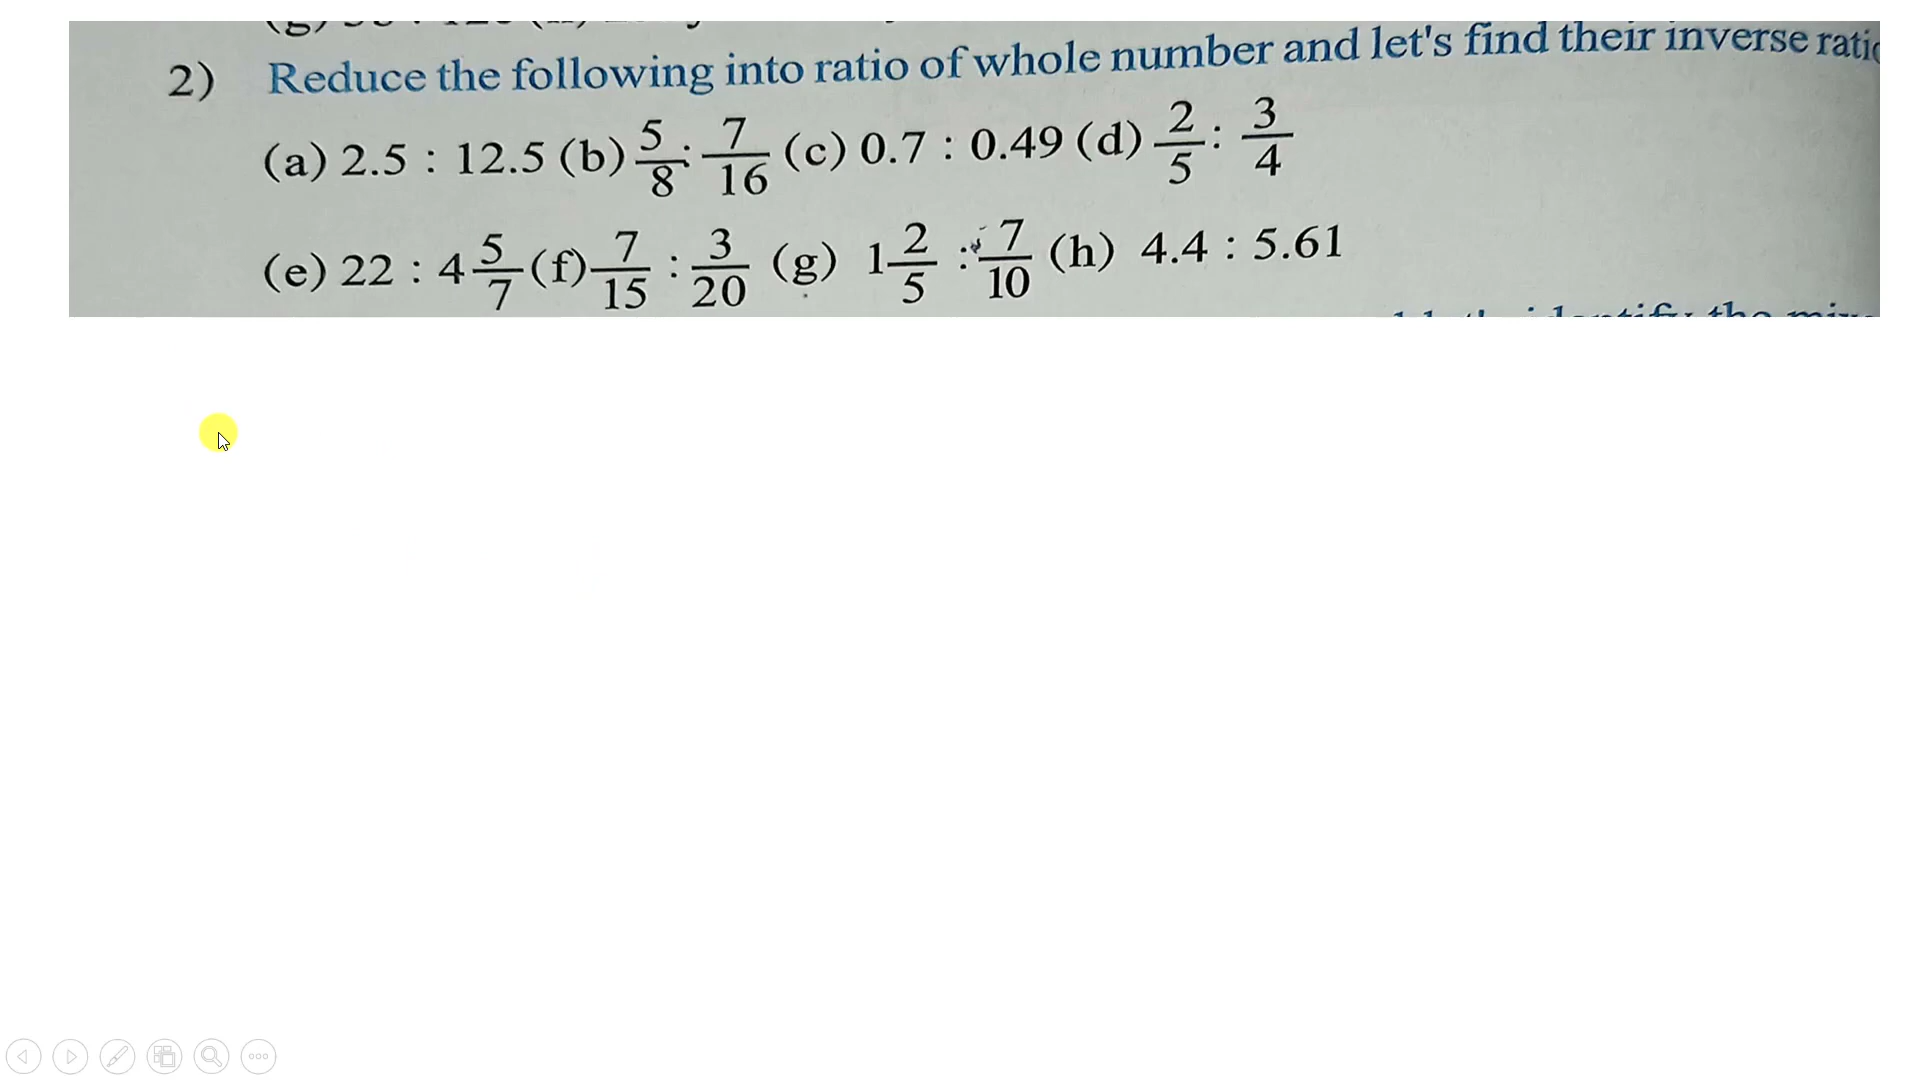 2) Reduce the following into ratio of whole number and let's find their inverse
(a) 2.5 : 12.5 (b) 5/8 : 7/16 (c) 0.7 : 0.49 (d) 2/5 : 3/4
(e) 22 : 4 5/7 (f) 7/15 : 3/20 (g) 1 2/5 : 7/10 (h) 4.4 : 5.61